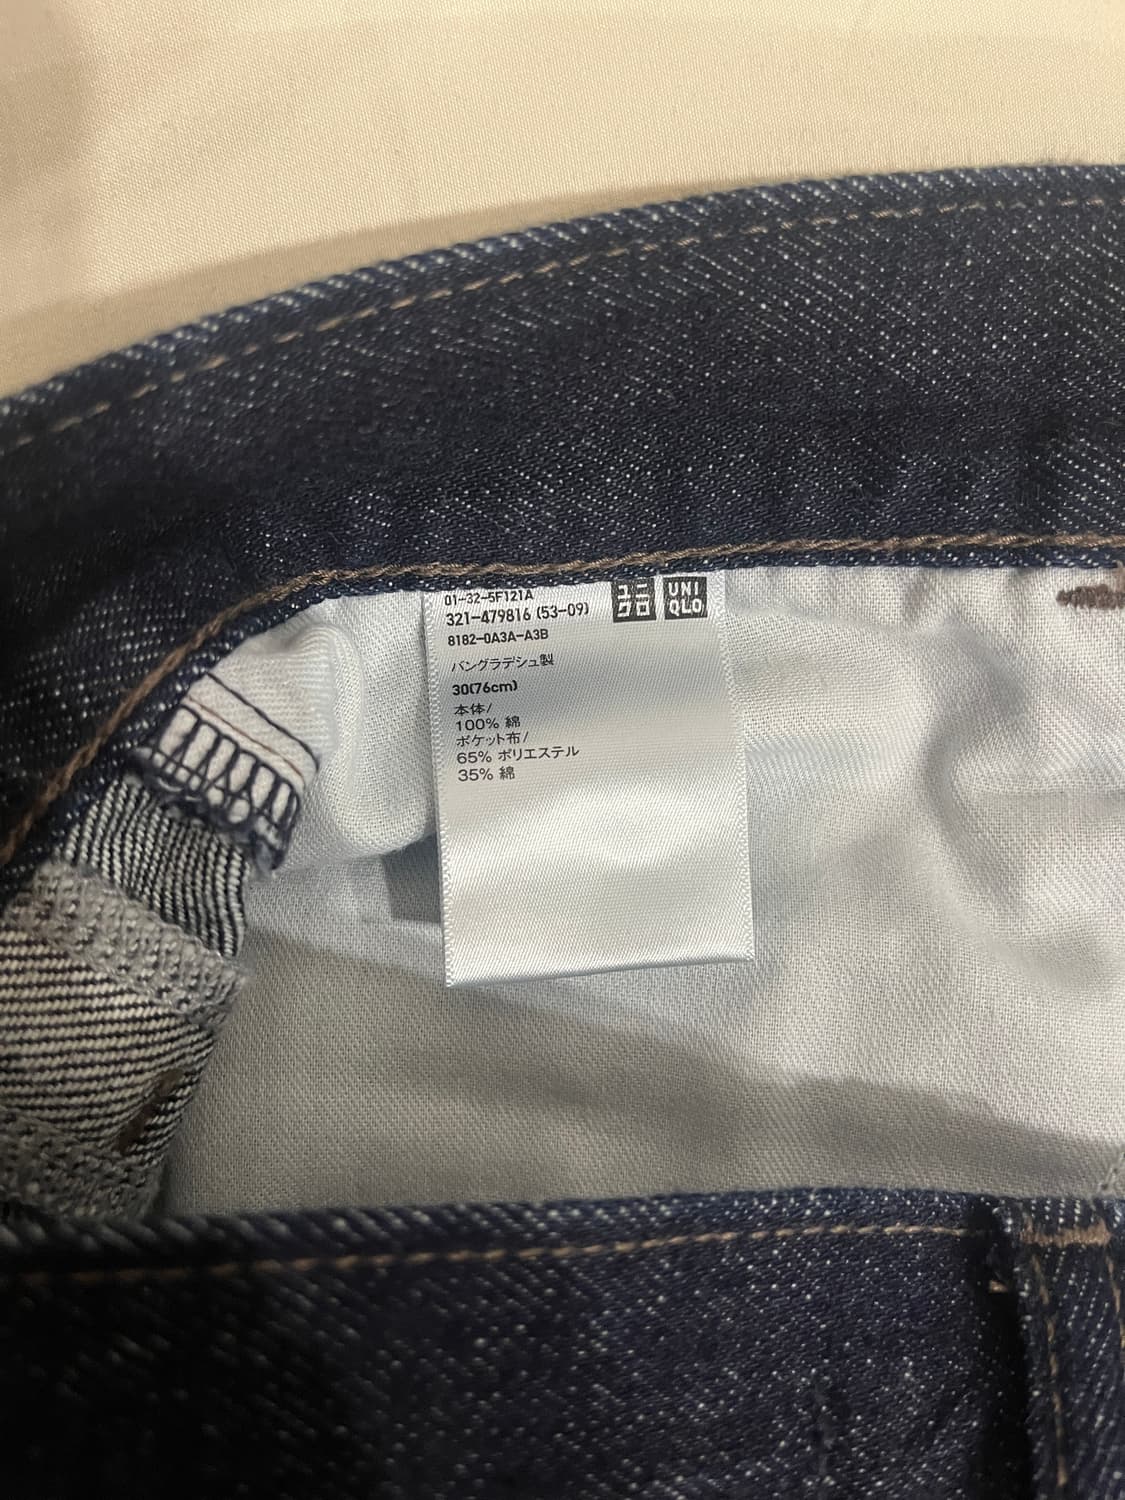 01-32-5F121A
321-479816 (53-09)
8182-0A3A-A3B
ユニ
クロ
UNI
QLO
バングラデシュ製
30(76cm)
本体/
100% 綿
ポケット布/
65% ポリエステル
35% 綿